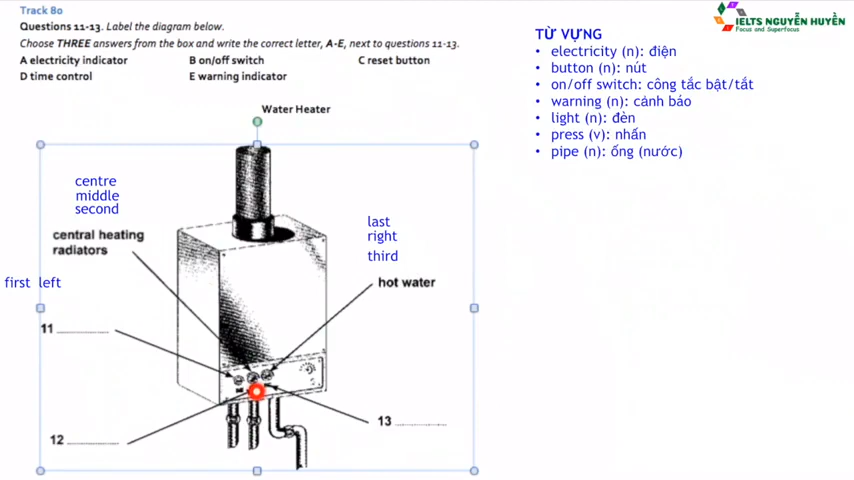 Track 80
Questions 11-13. Label the diagram below.
Choose THREE answers from the box and write the correct letter, A-E, next to questions 11-13.
A electricity indicator B on/off switch C reset button
D time control E warning indicator
Water Heater
centre
middle
second
central heating
radiators
last
right
third
first left
hot water
11 ..........
12 ..........
13 ..........
IELTS NGUYỄN HUYỀN
Focus and Superfocus
TỪ VỰNG
• electricity (n): điện
• button (n): nút
• on/off switch: công tắc bật/tắt
• warning (n): cảnh báo
• light (n): đèn
• press (v): nhấn
• pipe (n): ống (nước)